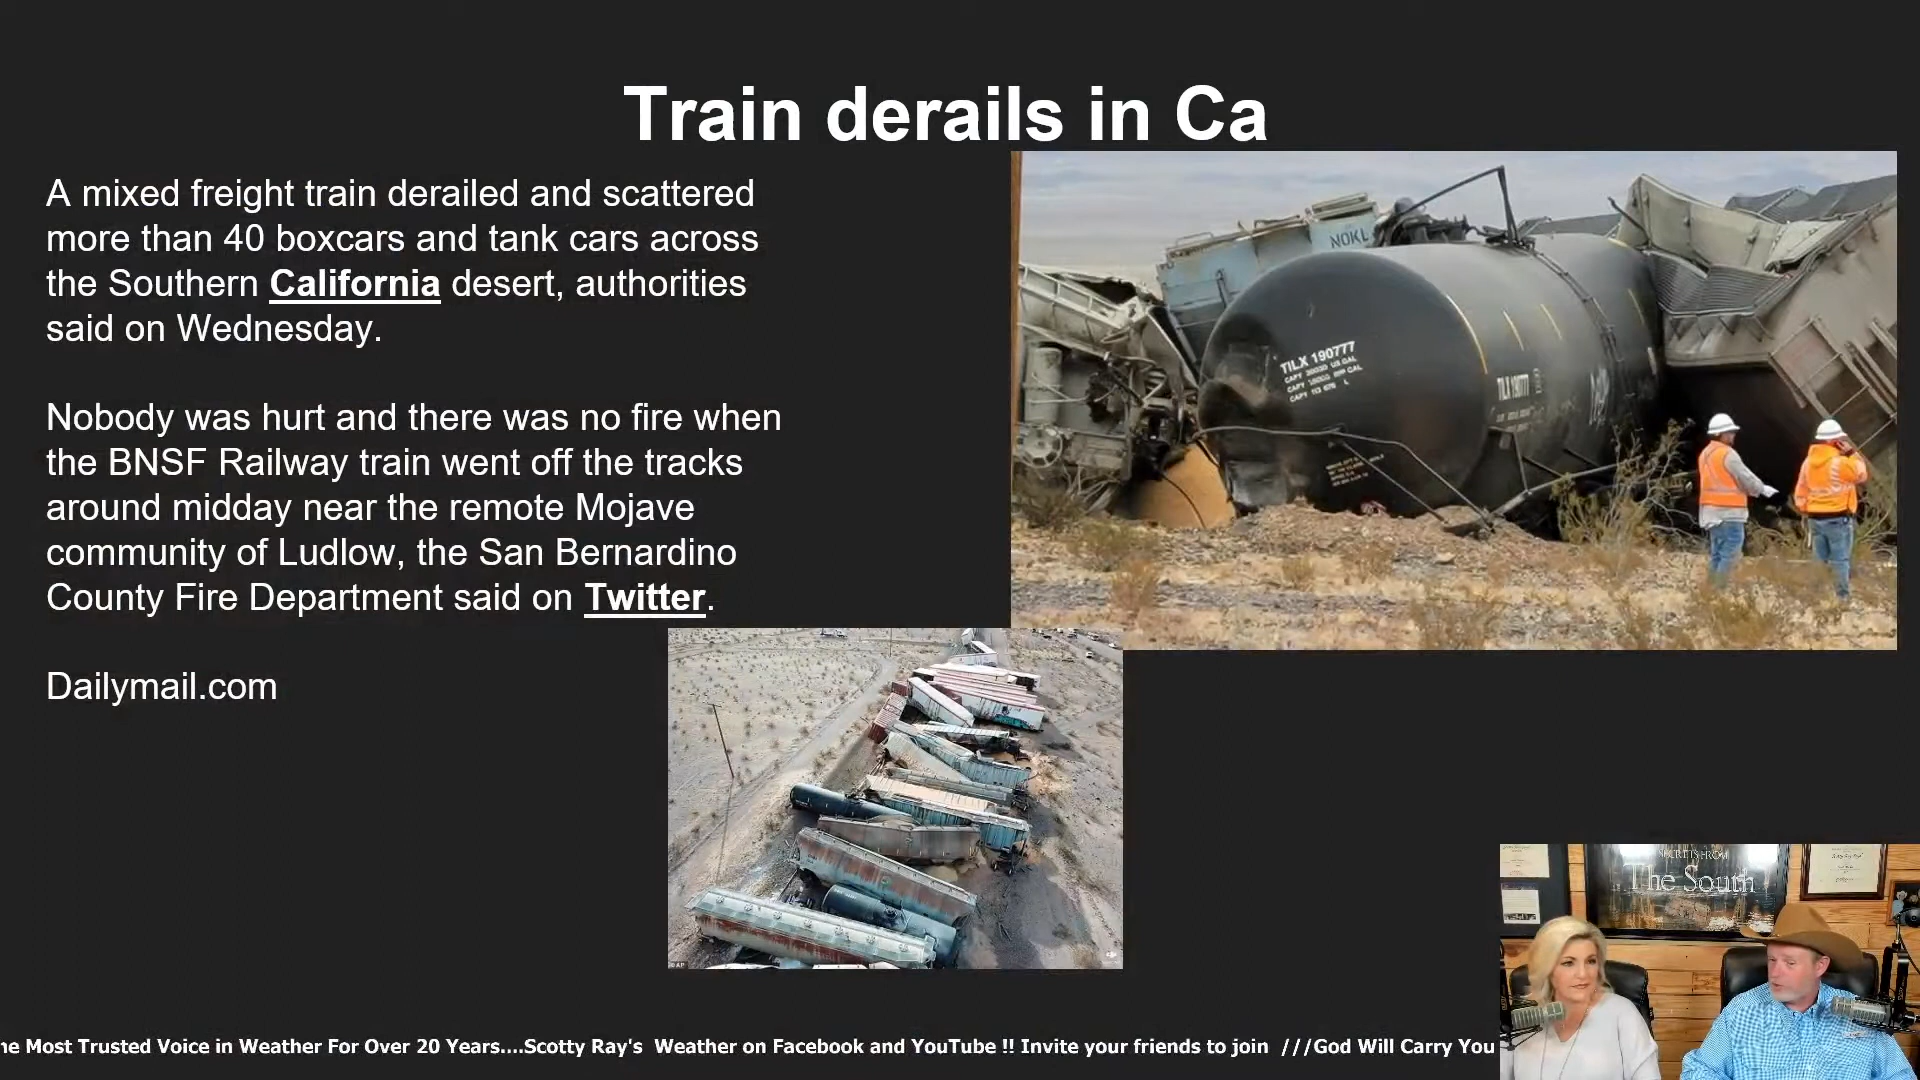 Train derails in Ca
A mixed freight train derailed and scattered
more than 40 boxcars and tank cars across
the Southern California desert, authorities
said on Wednesday.
Nobody was hurt and there was no fire when
the BNSF Railway train went off the tracks
around midday near the remote Mojave
community of Ludlow, the San Bernardino
County Fire Department said on Twitter.
Dailymail.com
NOKL
TILX 190777
SECRETS FROM
The South
he Most Trusted Voice in Weather For Over 20 Years....Scotty Ray's  Weather on Facebook and YouTube !! Invite your friends to join  ///God Will Carry You